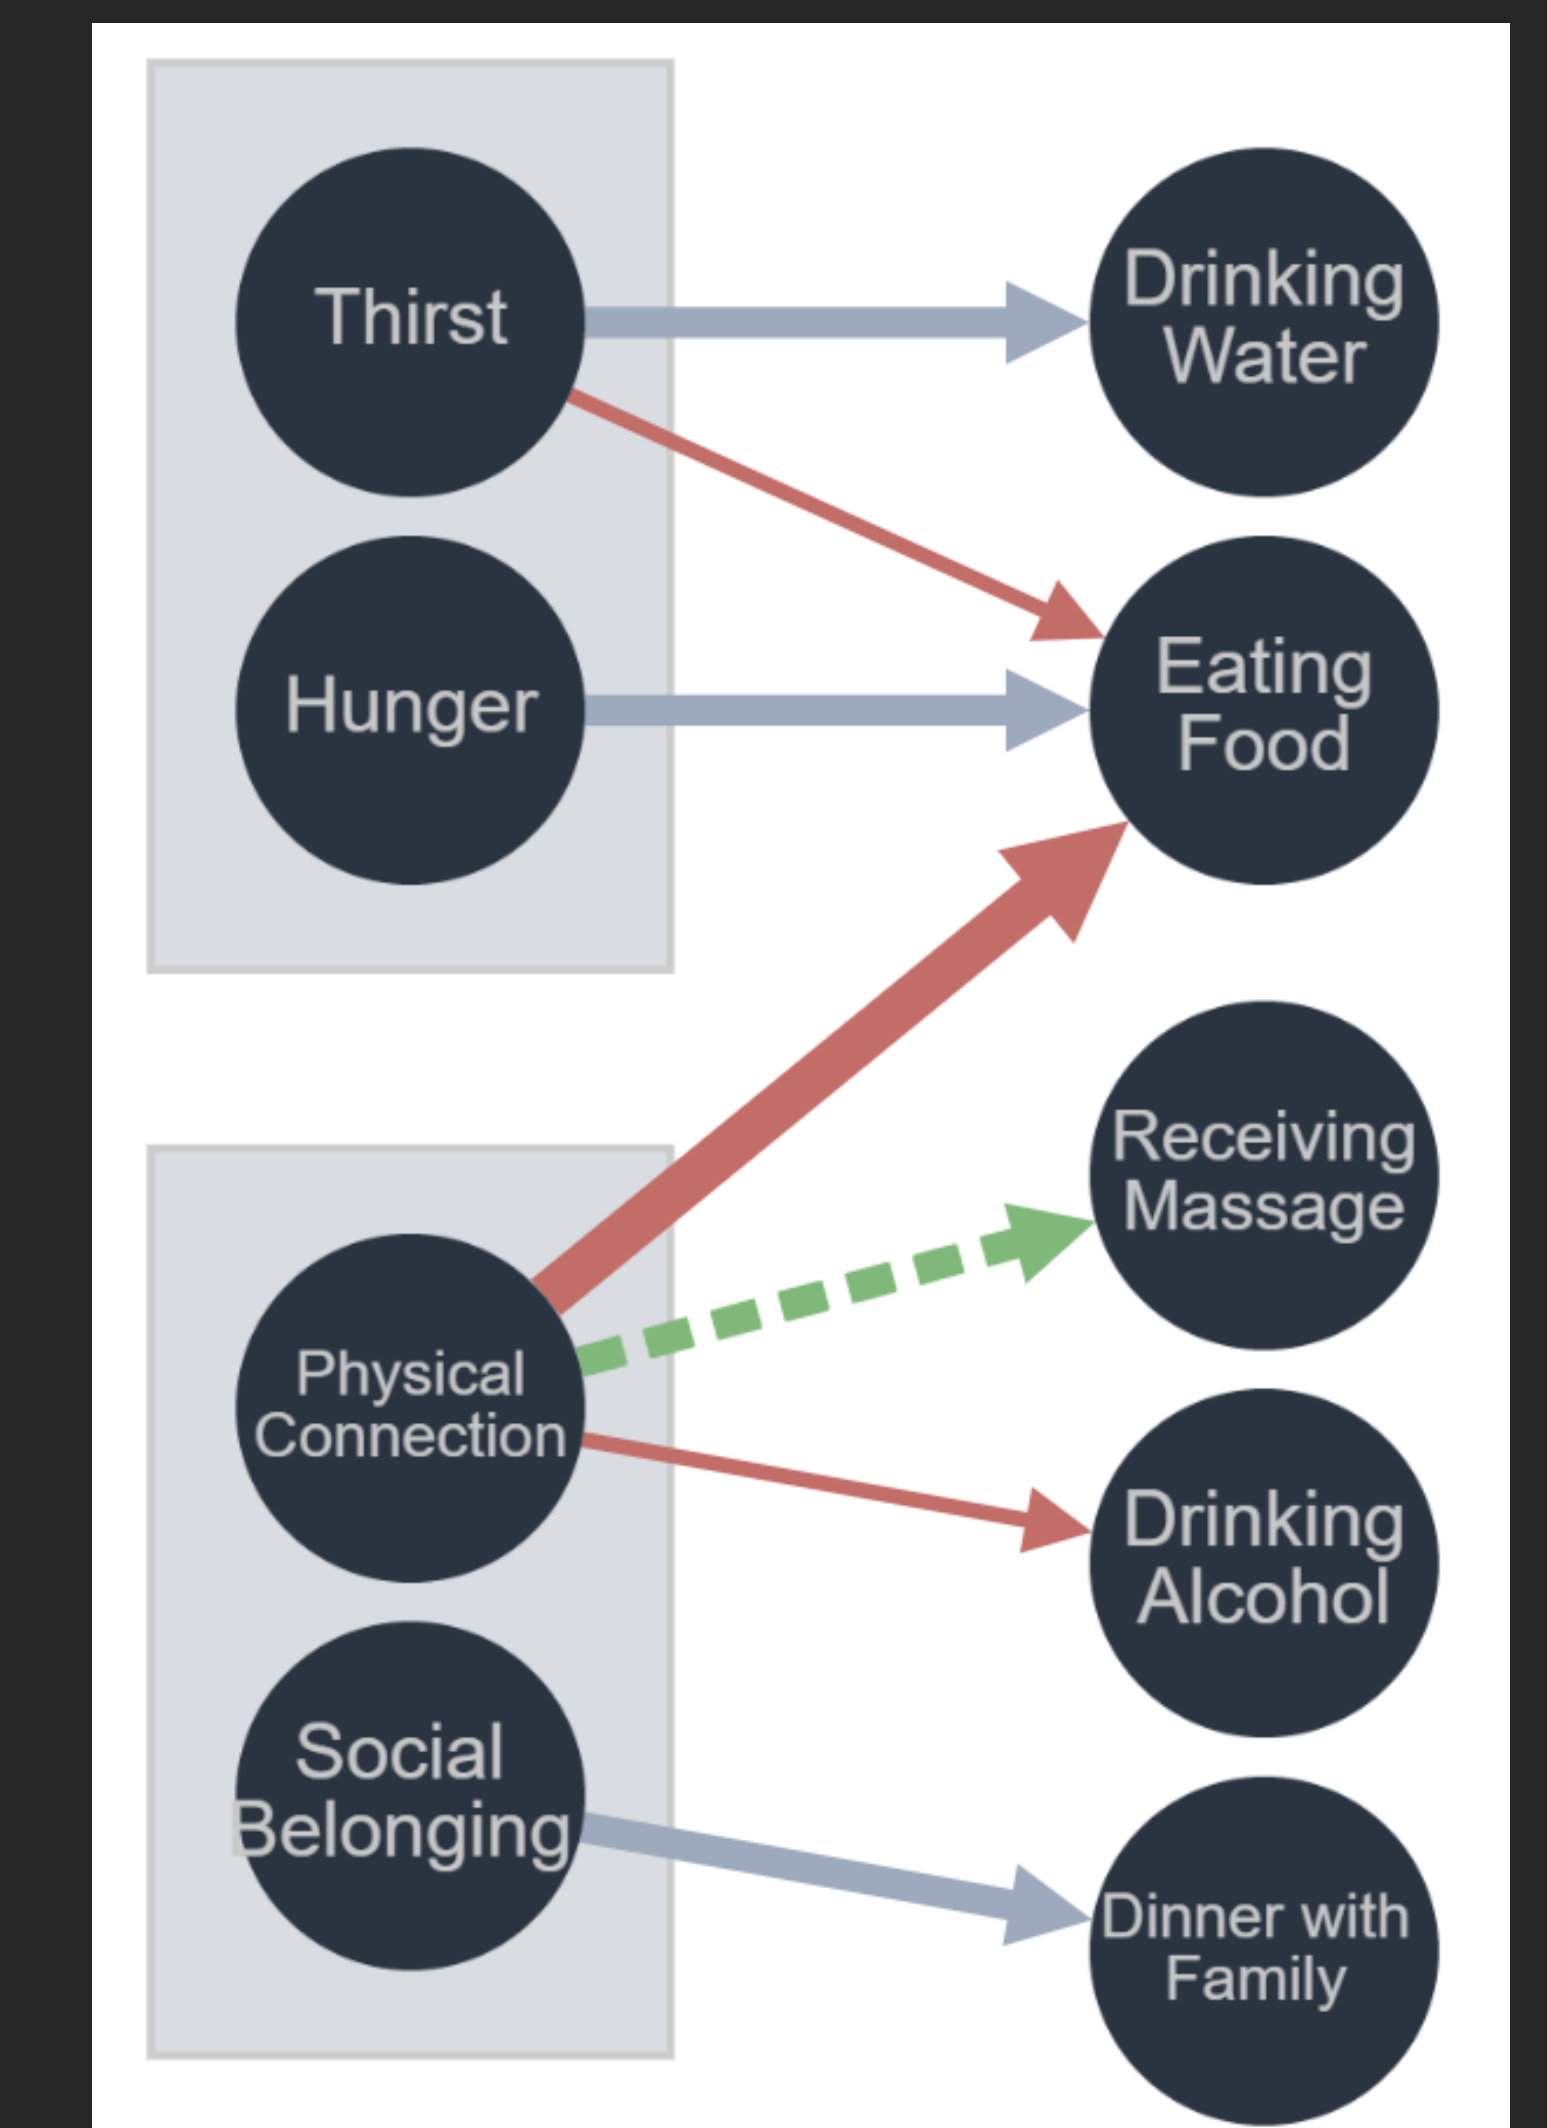 Thirst
Drinking
Water
Hunger
Eating
Food
Receiving
Massage
Physical
Connection
Drinking
Alcohol
Social
Belonging
Dinner with
Family